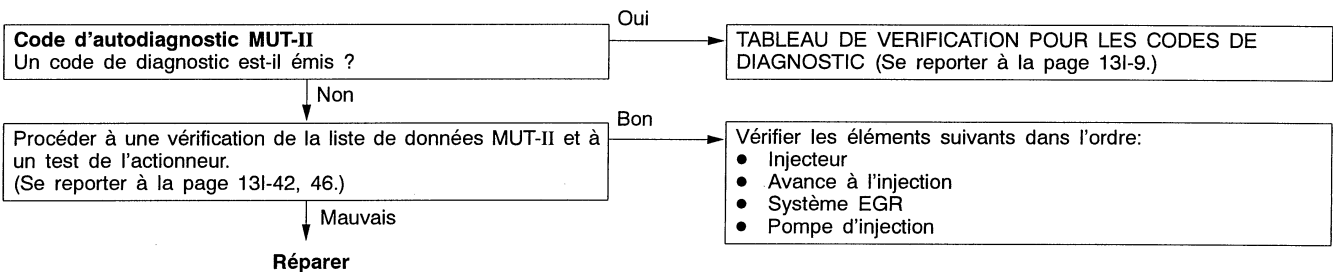 Oui
Code d'autodiagnostic MUT-II
Un code de diagnostic est-il émis ?
TABLEAU DE VERIFICATION POUR LES CODES DE
DIAGNOSTIC (Se reporter à la page 13I-9.)
Non
Procéder à une vérification de la liste de données MUT-II et à
un test de l'actionneur.
(Se reporter à la page 13I-42, 46.)
Bon
Vérifier les éléments suivants dans l'ordre:
● Injecteur
● Avance à l'injection
● Système EGR
● Pompe d'injection
Mauvais
Réparer